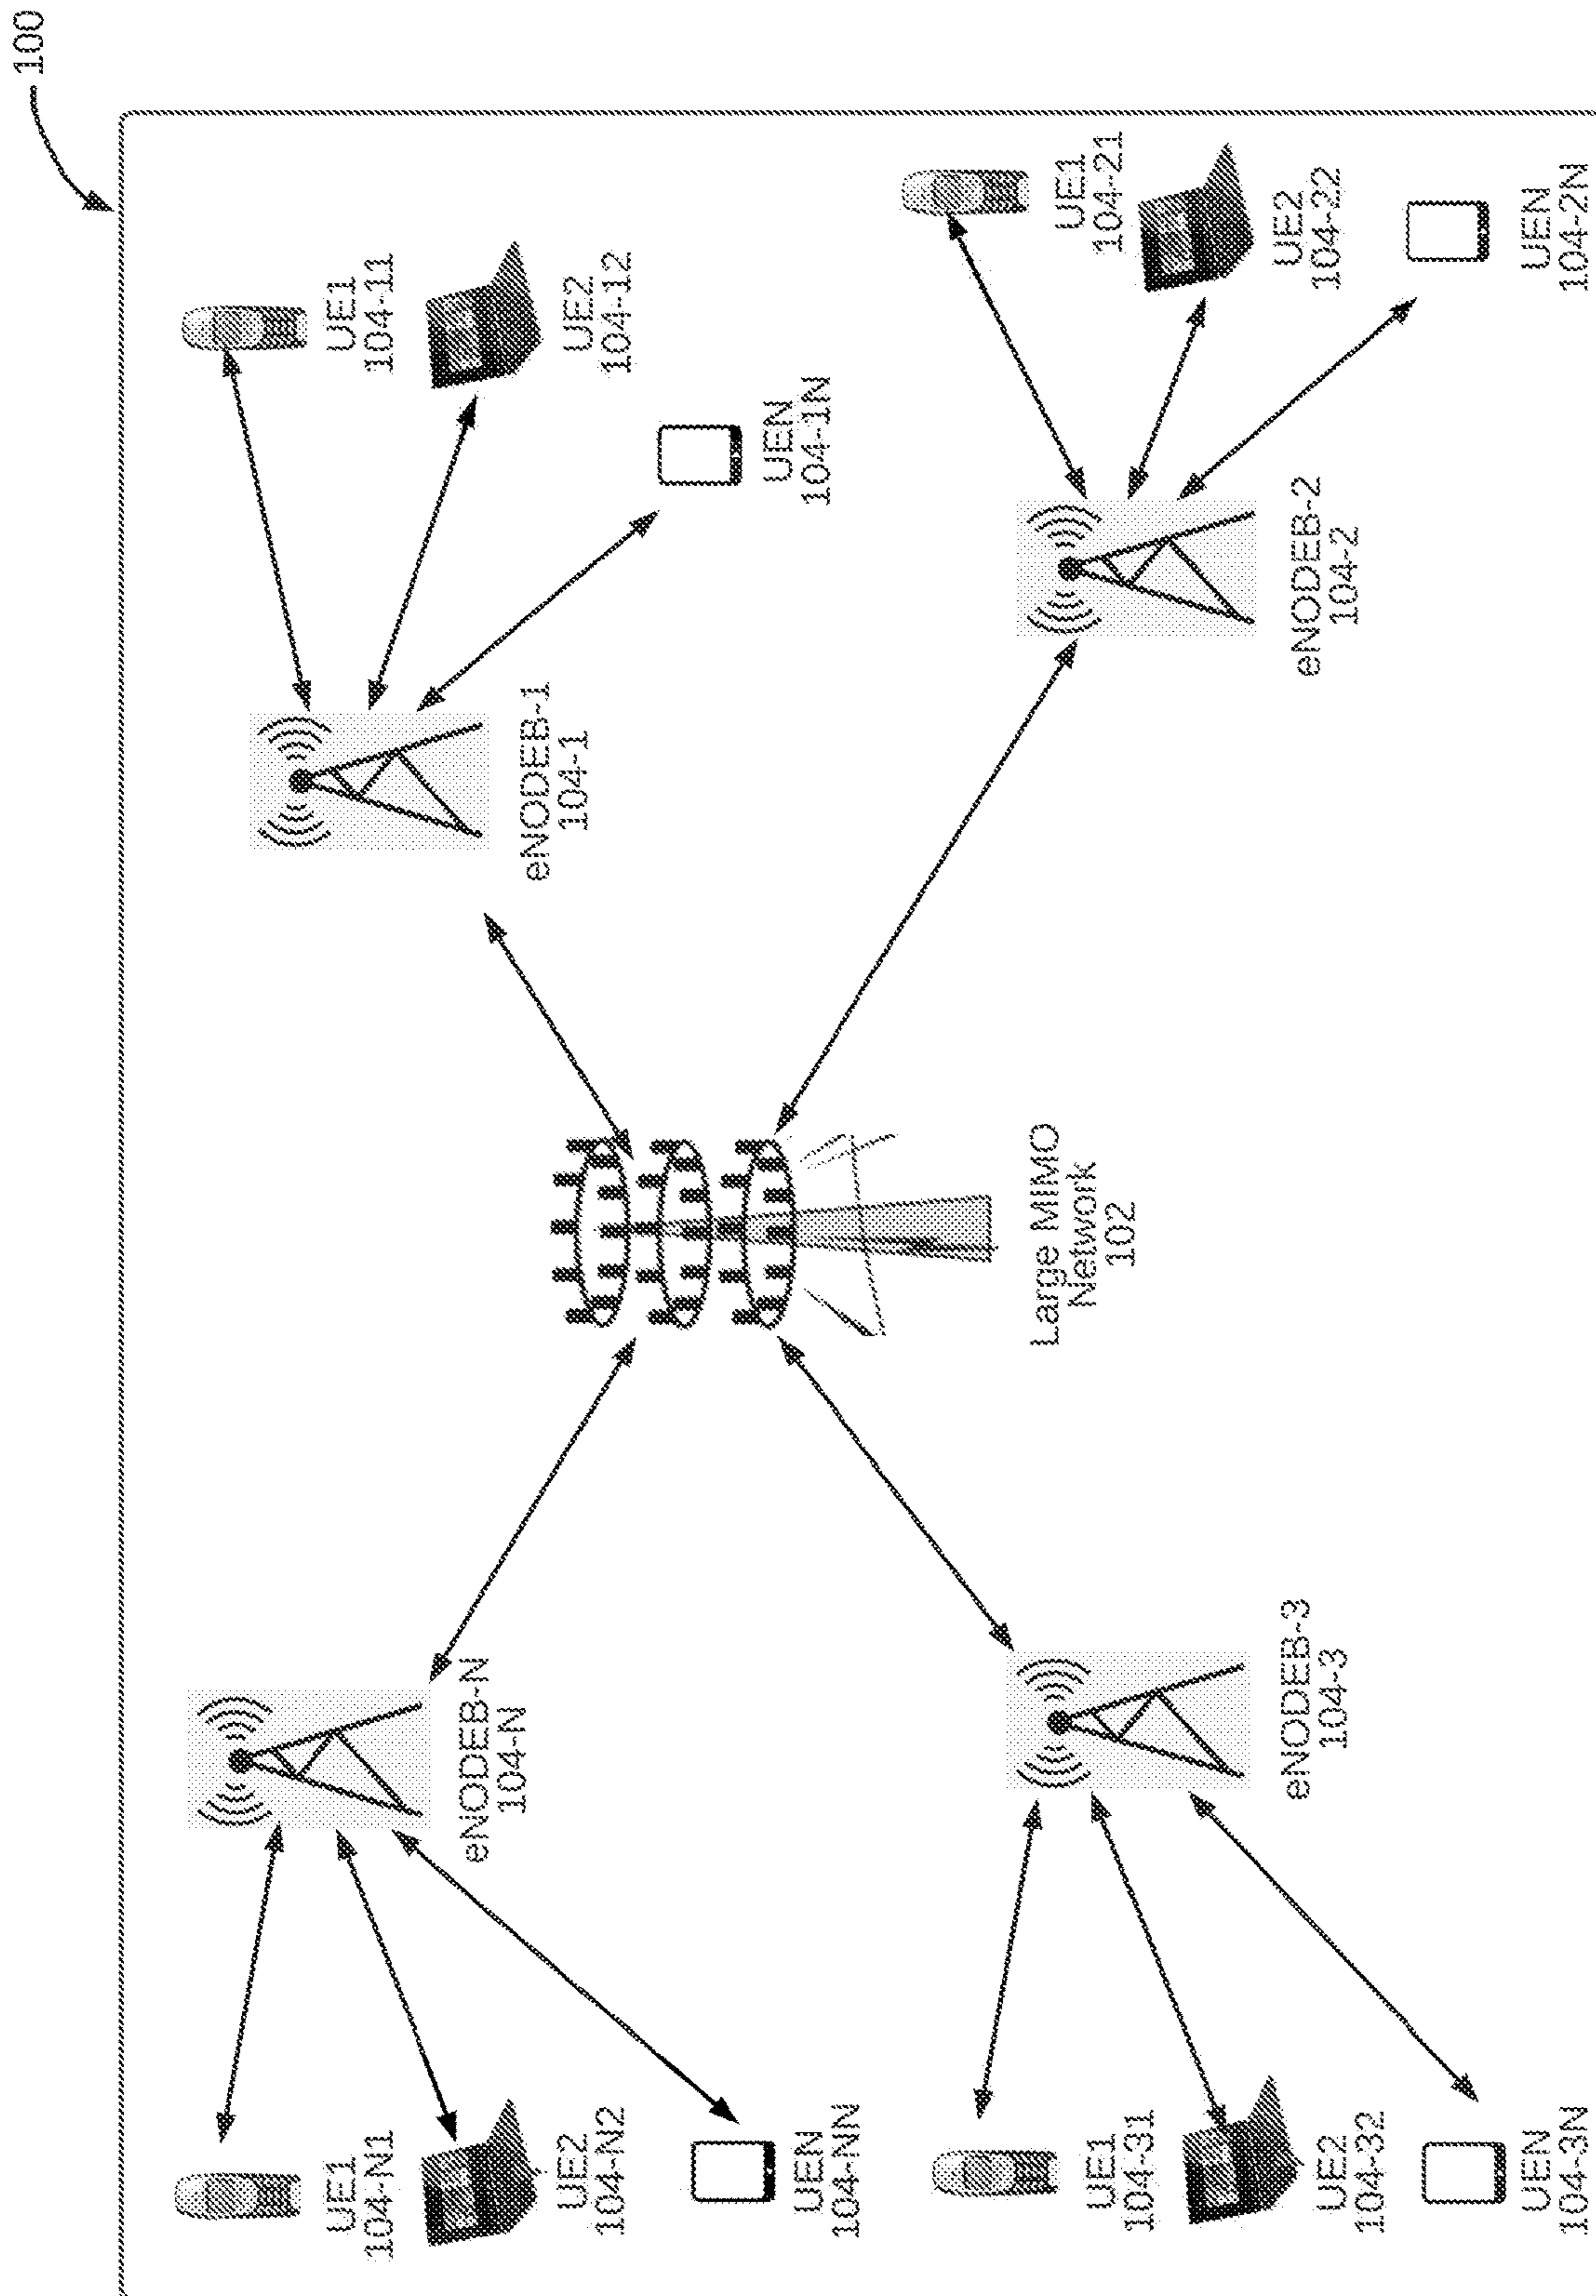 100
UE1
104-N1
UE2
104-N2
UEN
104-NN
eNODEB-N
104-N
eNODEB-1
104-1
UE1
104-11
UE2
104-12
UEN
104-1N
Large MIMO
Network
102
UE1
104-31
UE2
104-32
UEN
104-3N
eNODEB-3
104-3
eNODEB-2
104-2
UE1
104-21
UE2
104-22
UEN
104-2N